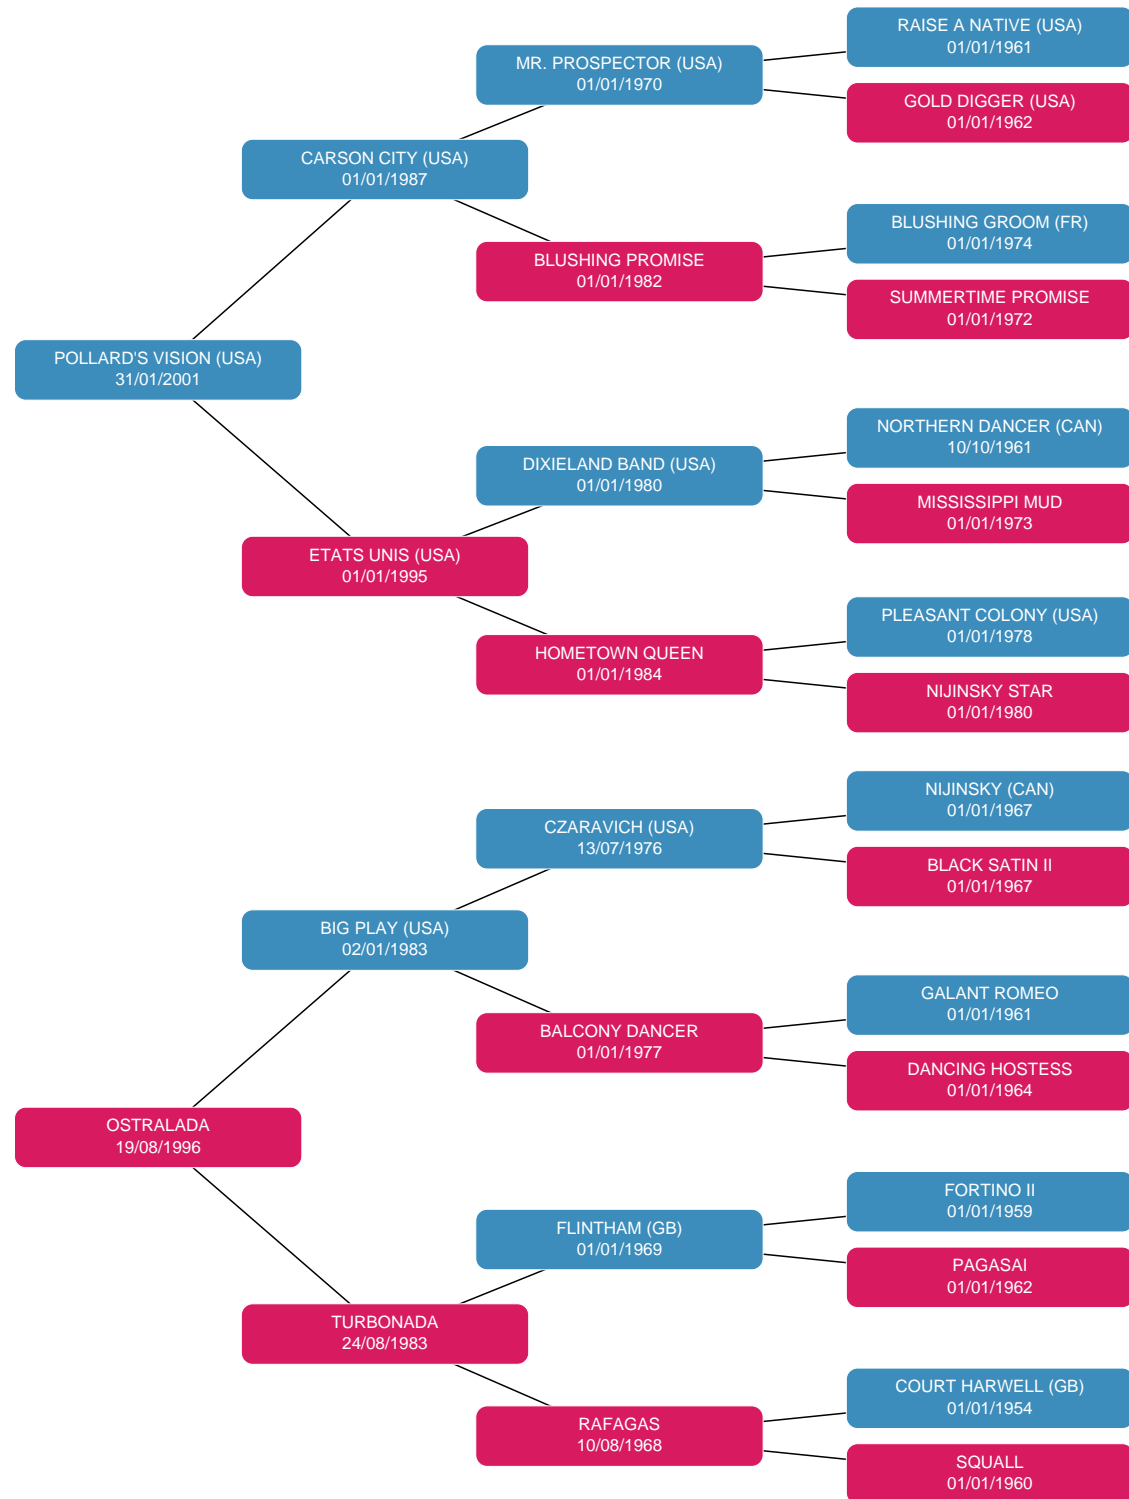 RAISE A NATIVE (USA)
01/01/1961
MR. PROSPECTOR (USA)
01/01/1970
GOLD DIGGER (USA)
01/01/1962
CARSON CITY (USA)
01/01/1987
BLUSHING GROOM (FR)
01/01/1974
BLUSHING PROMISE
01/01/1982
SUMMERTIME PROMISE
01/01/1972
POLLARD'S VISION (USA)
31/01/2001
NORTHERN DANCER (CAN)
10/10/1961
DIXIELAND BAND (USA)
01/01/1980
MISSISSIPPI MUD
01/01/1973
ETATS UNIS (USA)
01/01/1995
PLEASANT COLONY (USA)
01/01/1978
HOMETOWN QUEEN
01/01/1984
NIJINSKY STAR
01/01/1980
NIJINSKY (CAN)
01/01/1967
CZARAVICH (USA)
13/07/1976
BLACK SATIN II
01/01/1967
BIG PLAY (USA)
02/01/1983
GALANT ROMEO
01/01/1961
BALCONY DANCER
01/01/1977
DANCING HOSTESS
01/01/1964
OSTRALADA
19/08/1996
FORTINO II
01/01/1959
FLINTHAM (GB)
01/01/1969
PAGASAI
01/01/1962
TURBONADA
24/08/1983
COURT HARWELL (GB)
01/01/1954
RAFAGAS
10/08/1968
SQUALL
01/01/1960